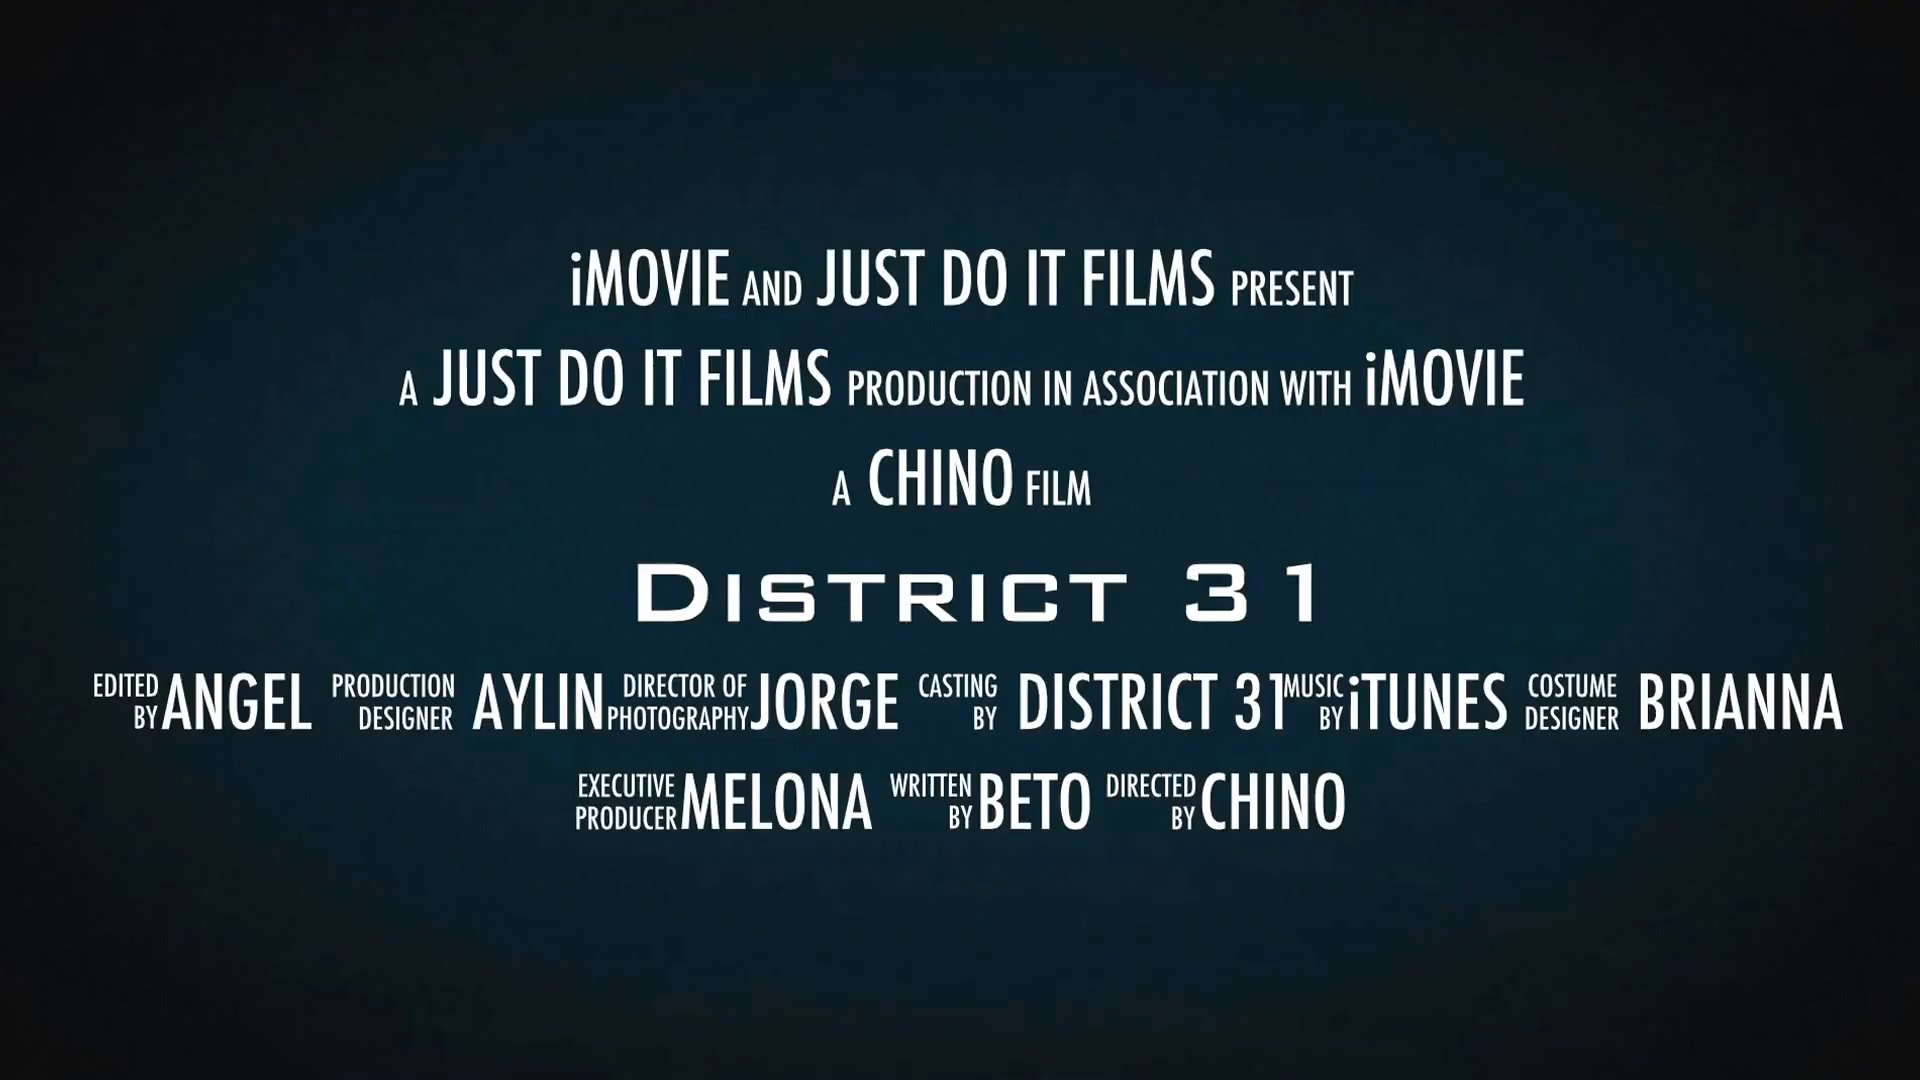 iMOVIE AND JUST DO IT FILMS PRESENT
A JUST DO IT FILMS PRODUCTION IN ASSOCIATION WITH iMOVIE
A CHINO FILM
DISTRICT 31
EDITED BY ANGEL PRODUCTION DESIGNER AYLIN DIRECTOR OF PHOTOGRAPHY JORGE CASTING BY DISTRICT 31 MUSIC BY iTUNES COSTUME DESIGNER BRIANNA
EXECUTIVE PRODUCER MELONA WRITTEN BY BETO DIRECTED BY CHINO